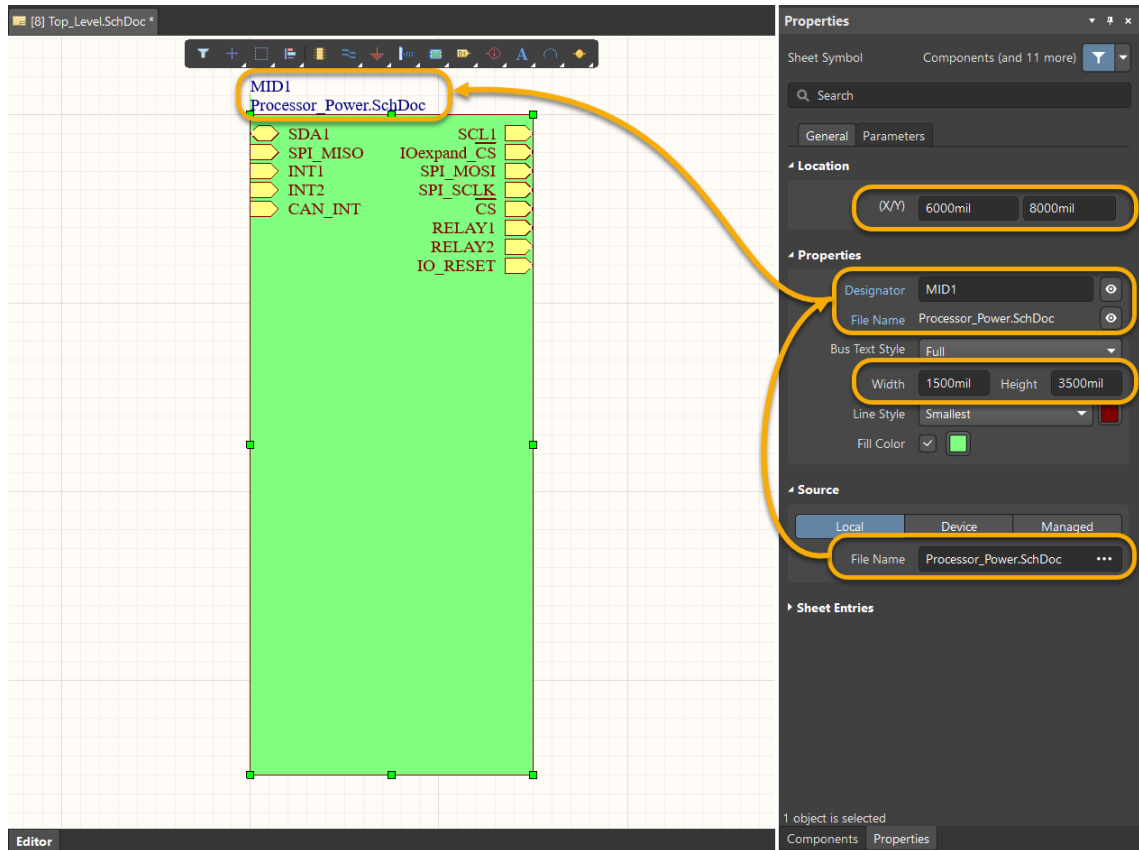 [8] Top_Level.SchDoc *
MID1
Processor_Power.SchDoc
SDA1 SCL1
SPI_MISO IOexpand_CS
INT1 SPI_MOSI
INT2 SPI_SCLK
CAN_INT CS
RELAY1
RELAY2
IO_RESET
Editor
Properties
Sheet Symbol Components (and 11 more)
Search
General Parameters
Location
(X/Y) 6000mil 8000mil
Properties
Designator MID1
File Name Processor_Power.SchDoc
Bus Text Style Full
Width 1500mil Height 3500mil
Line Style Smallest
Fill Color
Source
Local Device Managed
File Name Processor_Power.SchDoc •••
Sheet Entries
1 object is selected
Components Properties